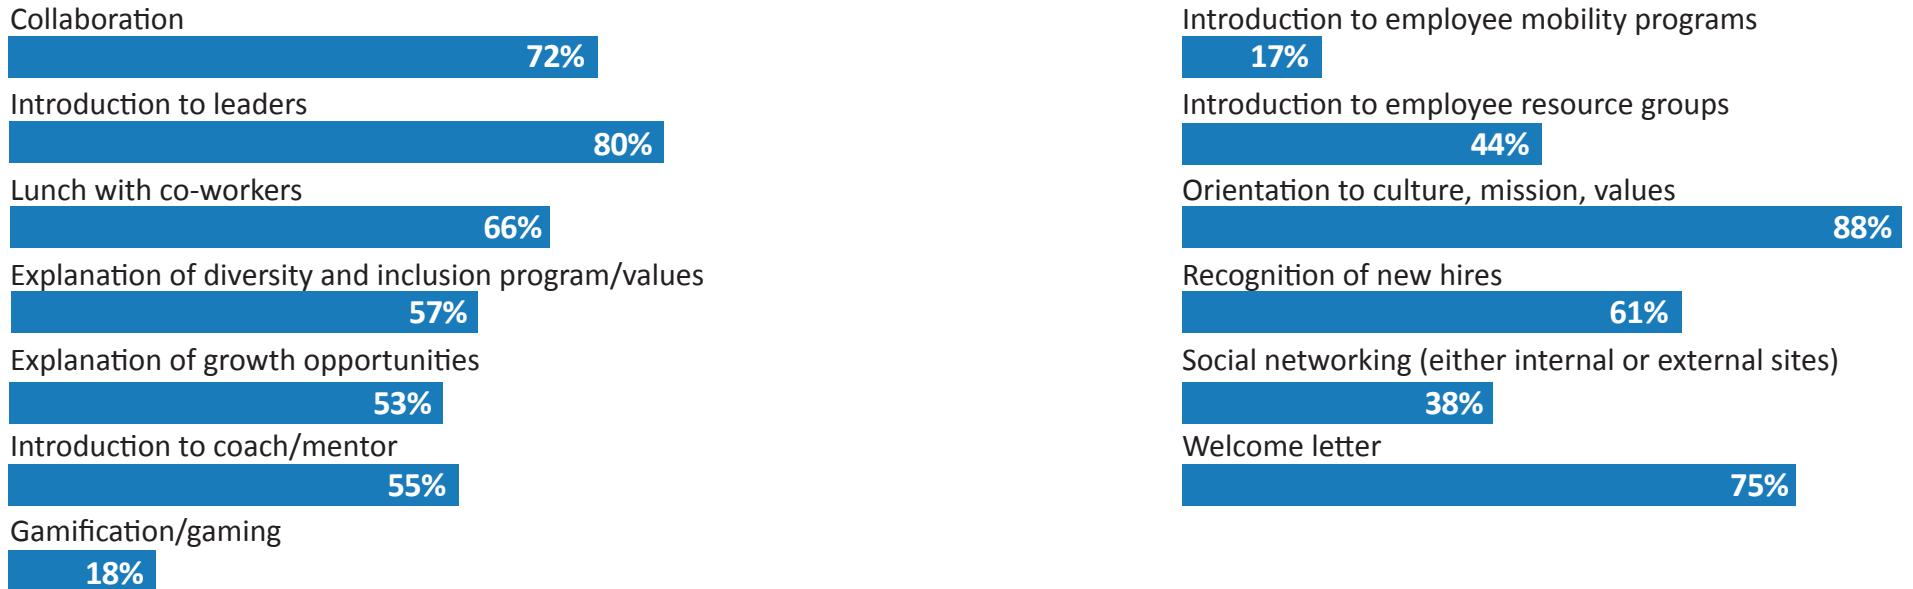 Collaboration
72%
Introduction to leaders
80%
Lunch with co-workers
66%
Explanation of diversity and inclusion program/values
57%
Explanation of growth opportunities
53%
Introduction to coach/mentor
55%
Gamification/gaming
18%
Introduction to employee mobility programs
17%
Introduction to employee resource groups
44%
Orientation to culture, mission, values
88%
Recognition of new hires
61%
Social networking (either internal or external sites)
38%
Welcome letter
75%